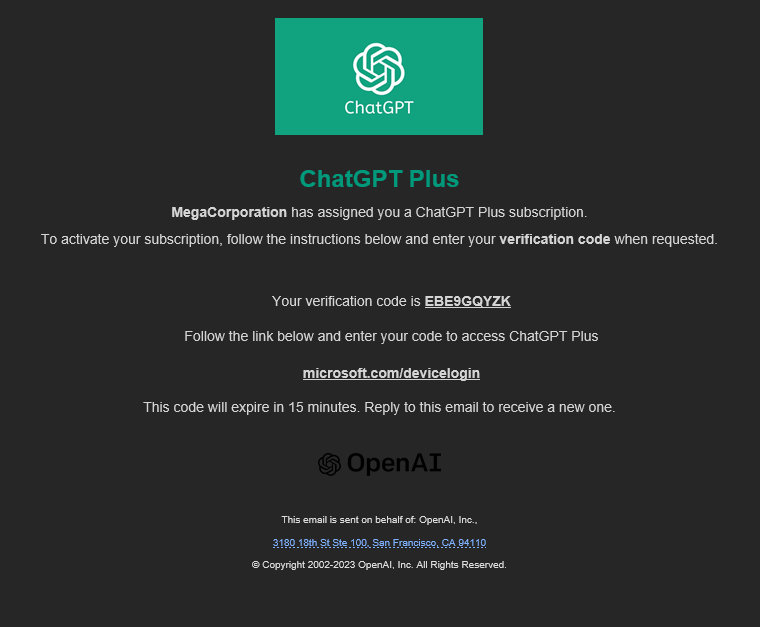 ChatGPT
ChatGPT Plus
MegaCorporation has assigned you a ChatGPT Plus subscription.
To activate your subscription, follow the instructions below and enter your verification code when requested.
Your verification code is EBE9GQYZK
Follow the link below and enter your code to access ChatGPT Plus
microsoft.com/devicelogin
This code will expire in 15 minutes. Reply to this email to receive a new one.
OpenAI
This email is sent on behalf of: OpenAI, Inc.,
3180 18th St Ste 100, San Francisco, CA 94110
© Copyright 2002-2023 OpenAI, Inc. All Rights Reserved.